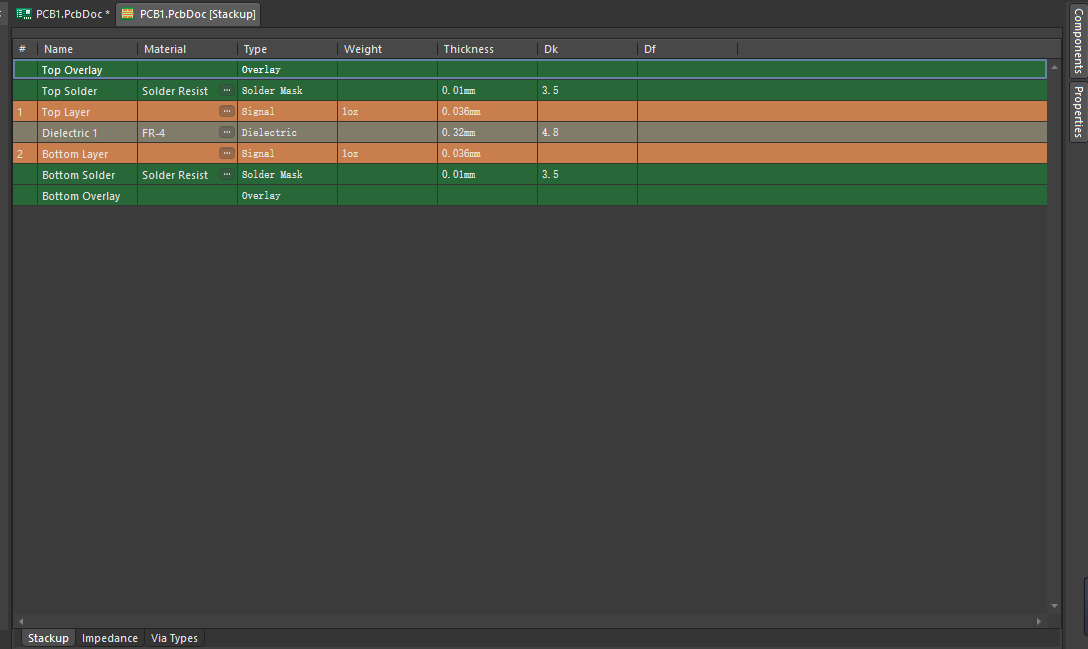 PCB1.PcbDoc * PCB1.PcbDoc [Stackup]
# Name Material Type Weight Thickness Dk Df
Top Overlay Overlay
Top Solder Solder Resist ... Solder Mask 0.01mm 3.5
1 Top Layer ... Signal 1oz 0.036mm
Dielectric 1 FR-4 ... Dielectric 0.32mm 4.8
2 Bottom Layer ... Signal 1oz 0.036mm
Bottom Solder Solder Resist ... Solder Mask 0.01mm 3.5
Bottom Overlay Overlay
Stackup Impedance Via Types
Components
Properties